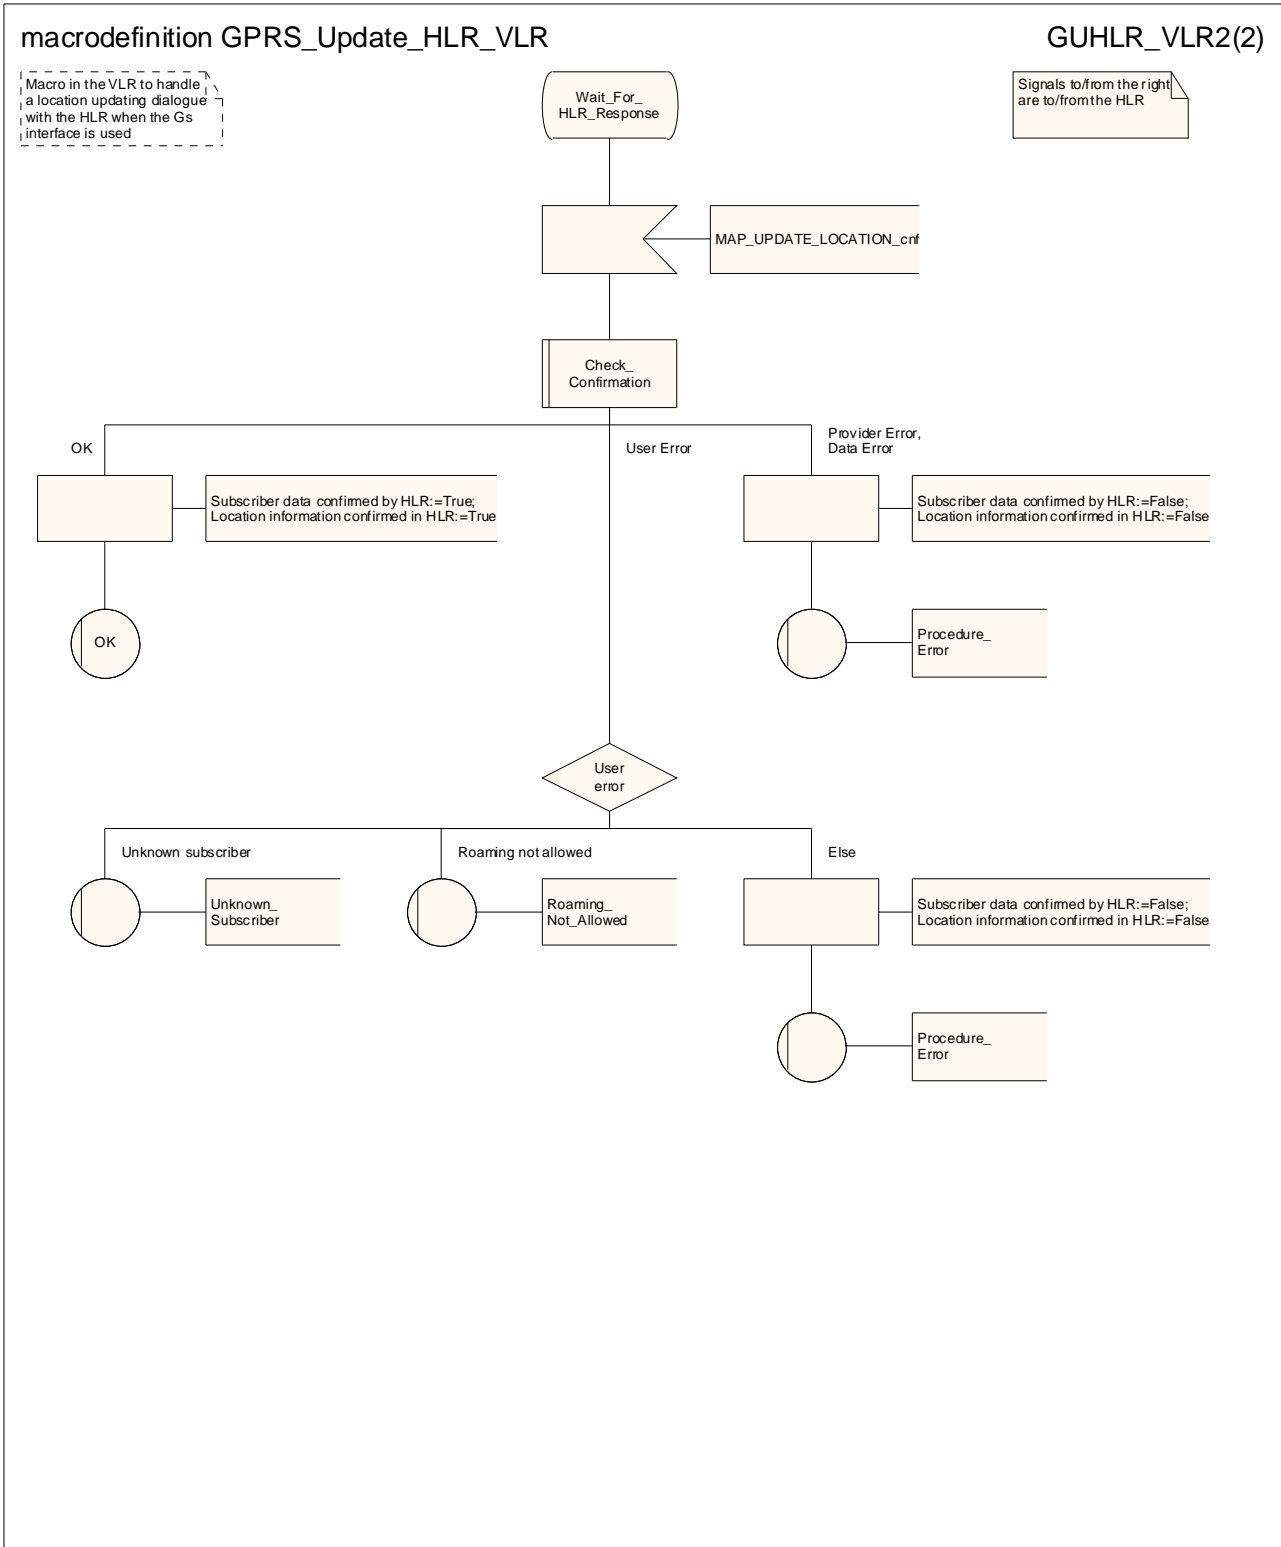 macrodefinition GPRS_Update_HLR_VLR
GUHLR_VLR2(2)
Macro in the VLR to handle
a location updating dialogue
with the HLR when the Gs
interface is used
Wait_For_
HLR_Response
Signals to/from the right
are to/from the HLR
MAP_UPDATE_LOCATION_cnf
Check_
Confirmation
OK
User Error
Provider Error,
Data Error
Subscriber data confirmed by HLR:=True;
Location information confirmed in HLR:=True
Subscriber data confirmed by HLR:=False;
Location information confirmed in HLR:=False
OK
Procedure_
Error
User
error
Unknown subscriber
Roaming not allowed
Else
Unknown_
Subscriber
Roaming_
Not_Allowed
Subscriber data confirmed by HLR:=False;
Location information confirmed in HLR:=False
Procedure_
Error